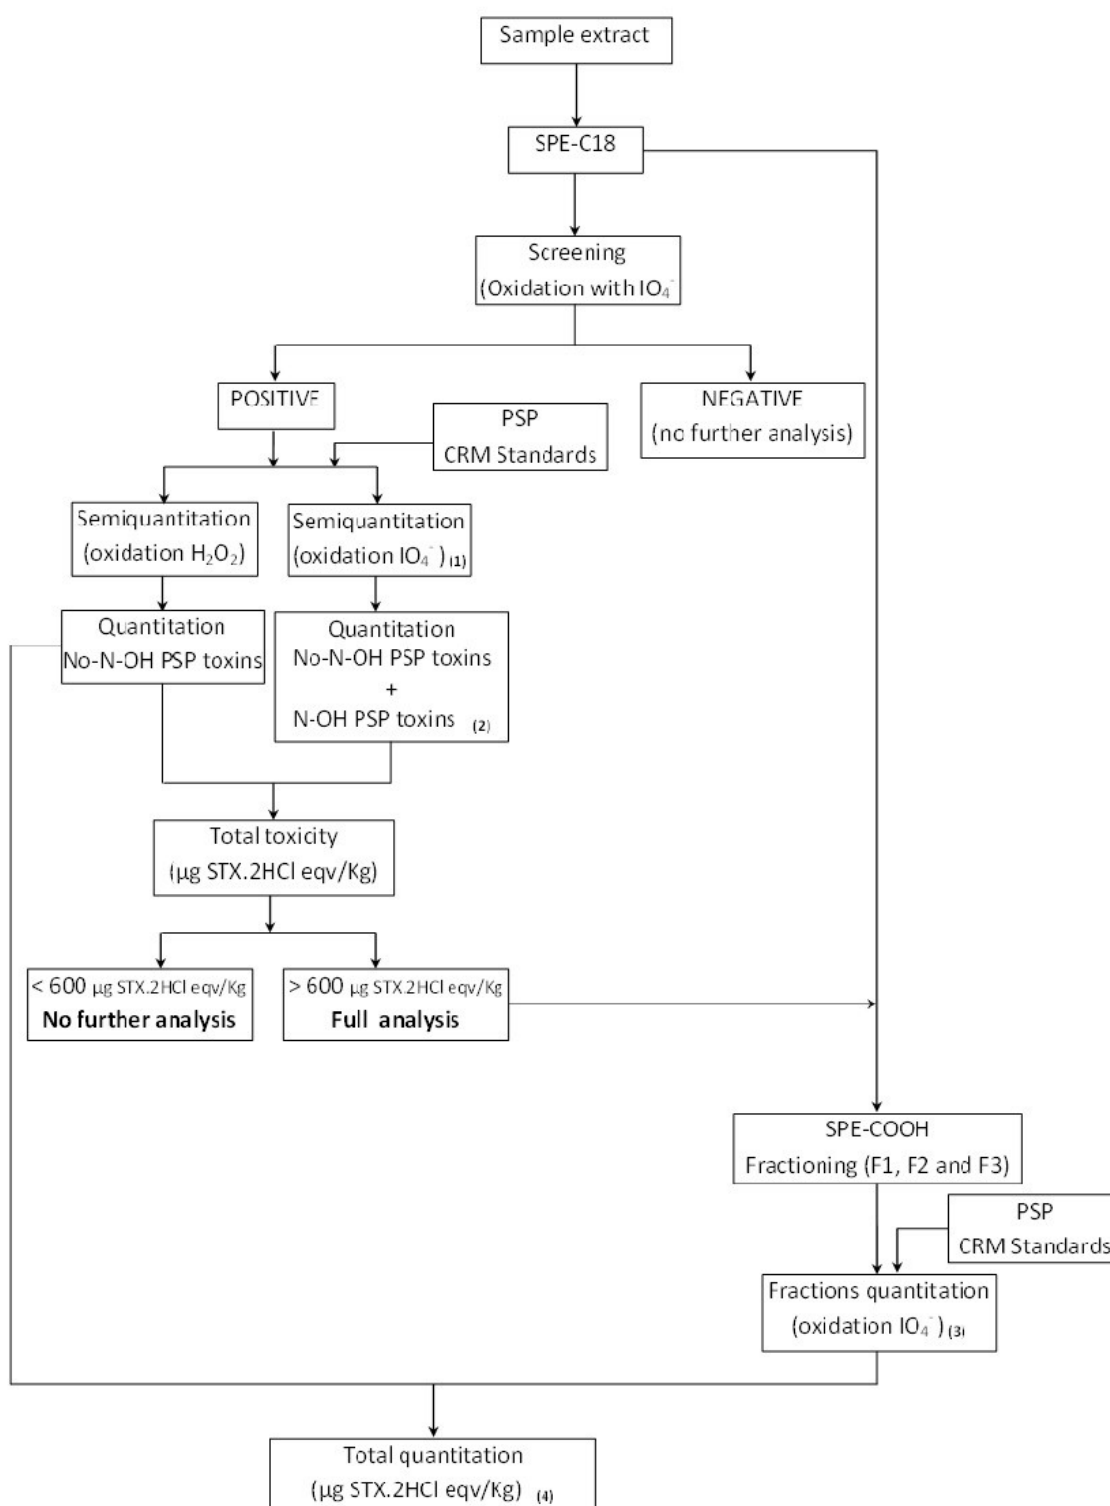 Sample extract
SPE-C18
Screening
(Oxidation with IO₄⁻
POSITIVE
NEGATIVE
(no further analysis)
PSP
CRM Standards
Semiquantitation
(oxidation H₂O₂)
Semiquantitation
(oxidation IO₄⁻) (1)
Quantitation
No-N-OH PSP toxins
Quantitation
No-N-OH PSP toxins
+
N-OH PSP toxins (2)
Total toxicity
(µg STX.2HCl eqv/Kg)
< 600 µg STX.2HCl eqv/Kg
No further analysis
> 600 µg STX.2HCl eqv/Kg
Full analysis
SPE-COOH
Fractioning (F1, F2 and F3)
PSP
CRM Standards
Fractions quantitation
(oxidation IO₄⁻) (3)
Total quantitation
(µg STX.2HCl eqv/Kg) (4)